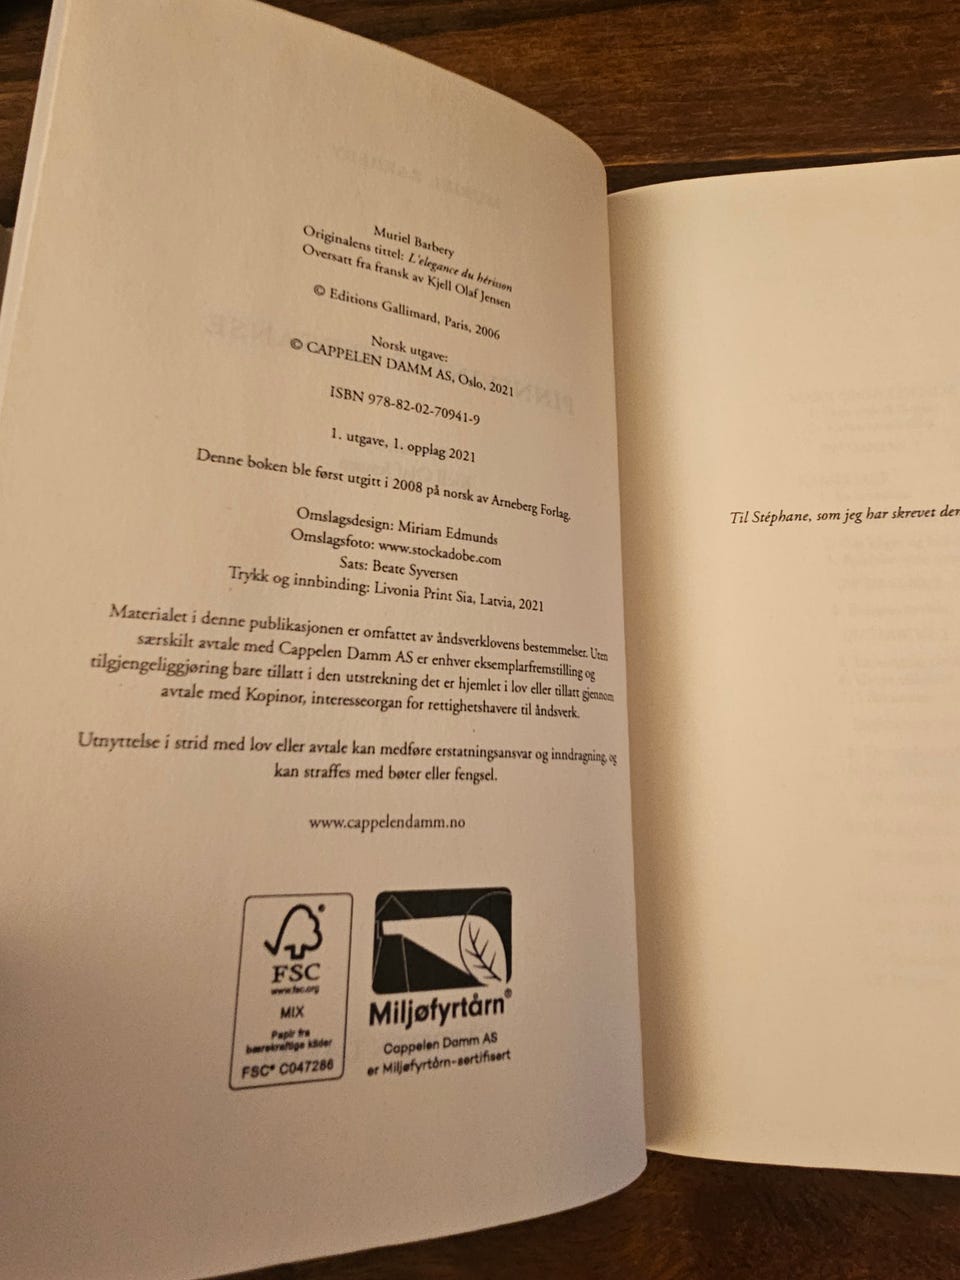 Muriel Barbery
Originalens tittel: L'elegance du hérisson
Oversatt fra fransk av Kjell Olaf Jensen
© Editions Gallimard, Paris, 2006
Norsk utgave:
© CAPPELEN DAMM AS, Oslo, 2021
ISBN 978-82-02-70941-9
1. utgave, 1. opplag 2021
Denne boken ble først utgitt i 2008 på norsk av Arneberg Forlag.
Omslagsdesign: Miriam Edmunds
Omslagsfoto: www.stockadobe.com
Sats: Beate Syversen
Trykk og innbinding: Livonia Print Sia, Latvia, 2021
Materialet i denne publikasjonen er omfattet av åndsverklovens bestemmelser. Uten
særskilt avtale med Cappelen Damm AS er enhver eksemplarfremstilling og
tilgjengeliggjøring bare tillatt i den utstrekning det er hjemlet i lov eller tillatt gjennom
avtale med Kopinor, interesseorgan for rettighetshavere til åndsverk.
Utnyttelse i strid med lov eller avtale kan medføre erstatningsansvar og inndragning, og
kan straffes med bøter eller fengsel.
www.cappelendamm.no
FSC
www.fsc.org
MIX
Papir fra
bærekraftige kilder
FSC® C047286
Miljøfyrtårn®
Cappelen Damm AS
er Miljøfyrtårn-sertifisert
Til Stéphane, som jeg har skrevet den